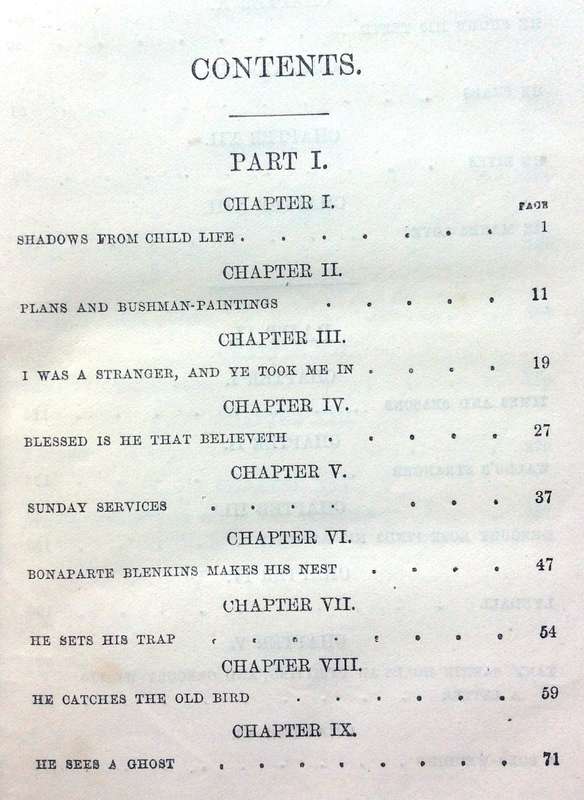 CONTENTS.
PART I.
CHAPTER I.
PAGE
SHADOWS FROM CHILD LIFE . . . . . . . . 1
CHAPTER II.
PLANS AND BUSHMAN-PAINTINGS . . . . . 11
CHAPTER III.
I WAS A STRANGER, AND YE TOOK ME IN . . . . 19
CHAPTER IV.
BLESSED IS HE THAT BELIEVETH . . . . . 27
CHAPTER V.
SUNDAY SERVICES . . . . . 37
CHAPTER VI.
BONAPARTE BLENKINS MAKES HIS NEST . . . . 47
CHAPTER VII.
HE SETS HIS TRAP . . . . . . . . 54
CHAPTER VIII.
HE CATCHES THE OLD BIRD . . . . . . 59
CHAPTER IX.
HE SEES A GHOST . . . . . . . . 71